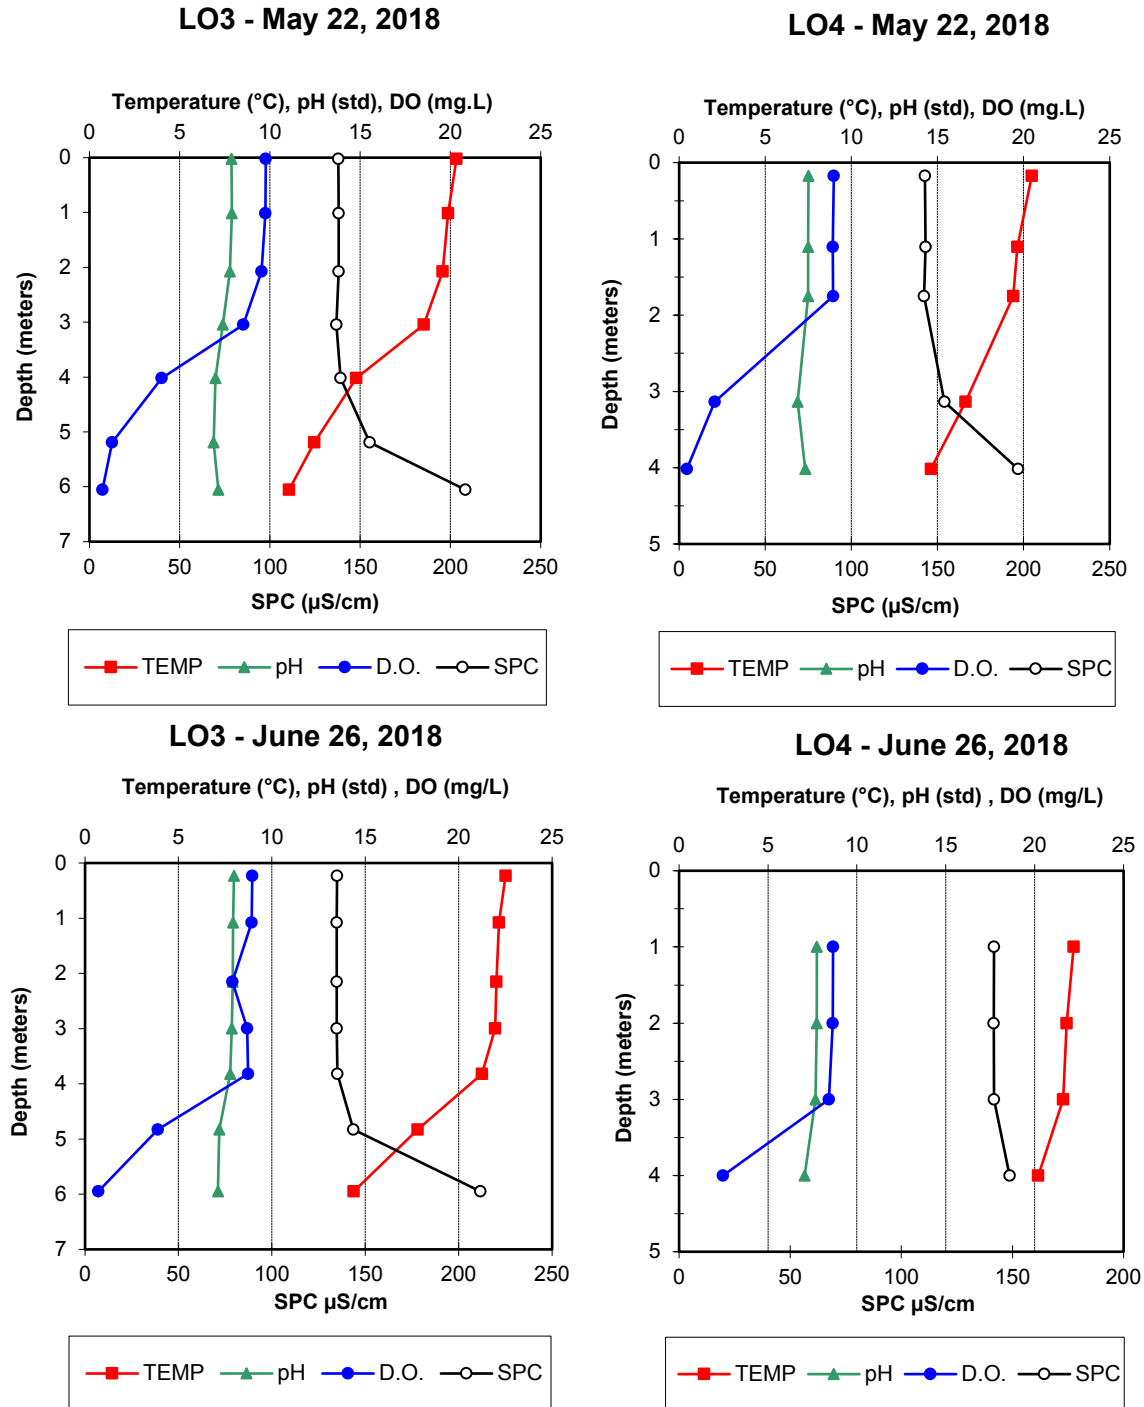 LO3 - May 22, 2018
Temperature (°C), pH (std), DO (mg.L)
0 5 10 15 20 25
0
1
2
3
4
5
6
7
Depth (meters)
0 50 100 150 200 250
SPC (µS/cm)
TEMP pH D.O. SPC
LO4 - May 22, 2018
Temperature (°C), pH (std), DO (mg.L)
0 5 10 15 20 25
0
1
2
3
4
5
Depth (meters)
0 50 100 150 200 250
SPC (µS/cm)
TEMP pH D.O. SPC
LO3 - June 26, 2018
Temperature (°C), pH (std) , DO (mg/L)
0 5 10 15 20 25
0
1
2
3
4
5
6
7
Depth (meters)
0 50 100 150 200 250
SPC µS/cm
TEMP pH D.O. SPC
LO4 - June 26, 2018
Temperature (°C), pH (std) , DO (mg/L)
0 5 10 15 20 25
0
1
2
3
4
5
Depth (meters)
0 50 100 150 200
SPC µS/cm
TEMP pH D.O. SPC